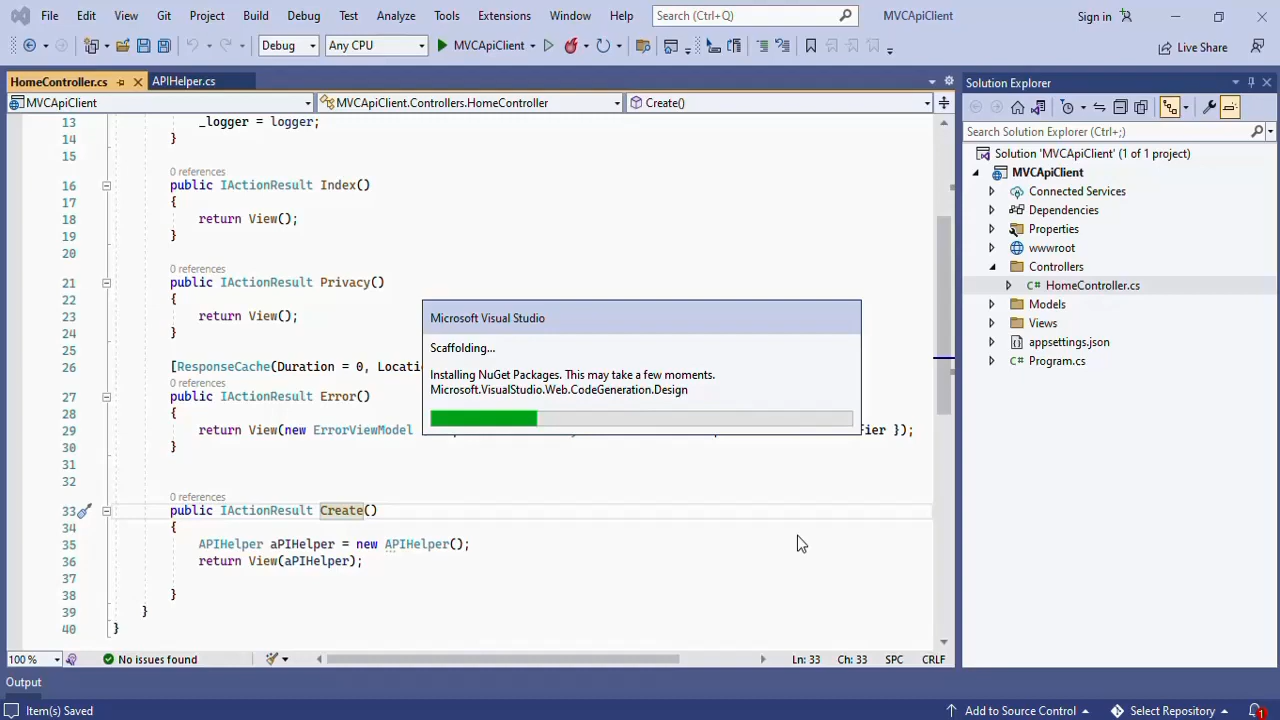 File Edit View Git Project Build Debug Test Analyze Tools Extensions Window Help Search (Ctrl+Q) MVCApiClient Sign in
Debug Any CPU MVCApiClient Live Share
HomeController.cs APIHelper.cs
MVCApiClient MVCApiClient.Controllers.HomeController Create()
13 _logger = logger;
14 }
15
0 references
16 public IActionResult Index()
17 {
18 return View();
19 }
20
0 references
21 public IActionResult Privacy()
22 {
23 return View();
24 }
25
26 [ResponseCache(Duration = 0, Locati
0 references
27 public IActionResult Error()
28 {
29 return View(new ErrorViewModel fier });
30 }
31
32
0 references
33 public IActionResult Create()
34 {
35 APIHelper aPIHelper = new APIHelper();
36 return View(aPIHelper);
37
38 }
39 }
40 }
Microsoft Visual Studio
Scaffolding...
Installing NuGet Packages. This may take a few moments.
Microsoft.VisualStudio.Web.CodeGeneration.Design
100 % No issues found Ln: 33 Ch: 33 SPC CRLF
Output
Item(s) Saved Add to Source Control Select Repository 1
Solution Explorer
Search Solution Explorer (Ctrl+;)
Solution 'MVCApiClient' (1 of 1 project)
MVCApiClient
Connected Services
Dependencies
Properties
wwwroot
Controllers
C# HomeController.cs
Models
Views
appsettings.json
C# Program.cs